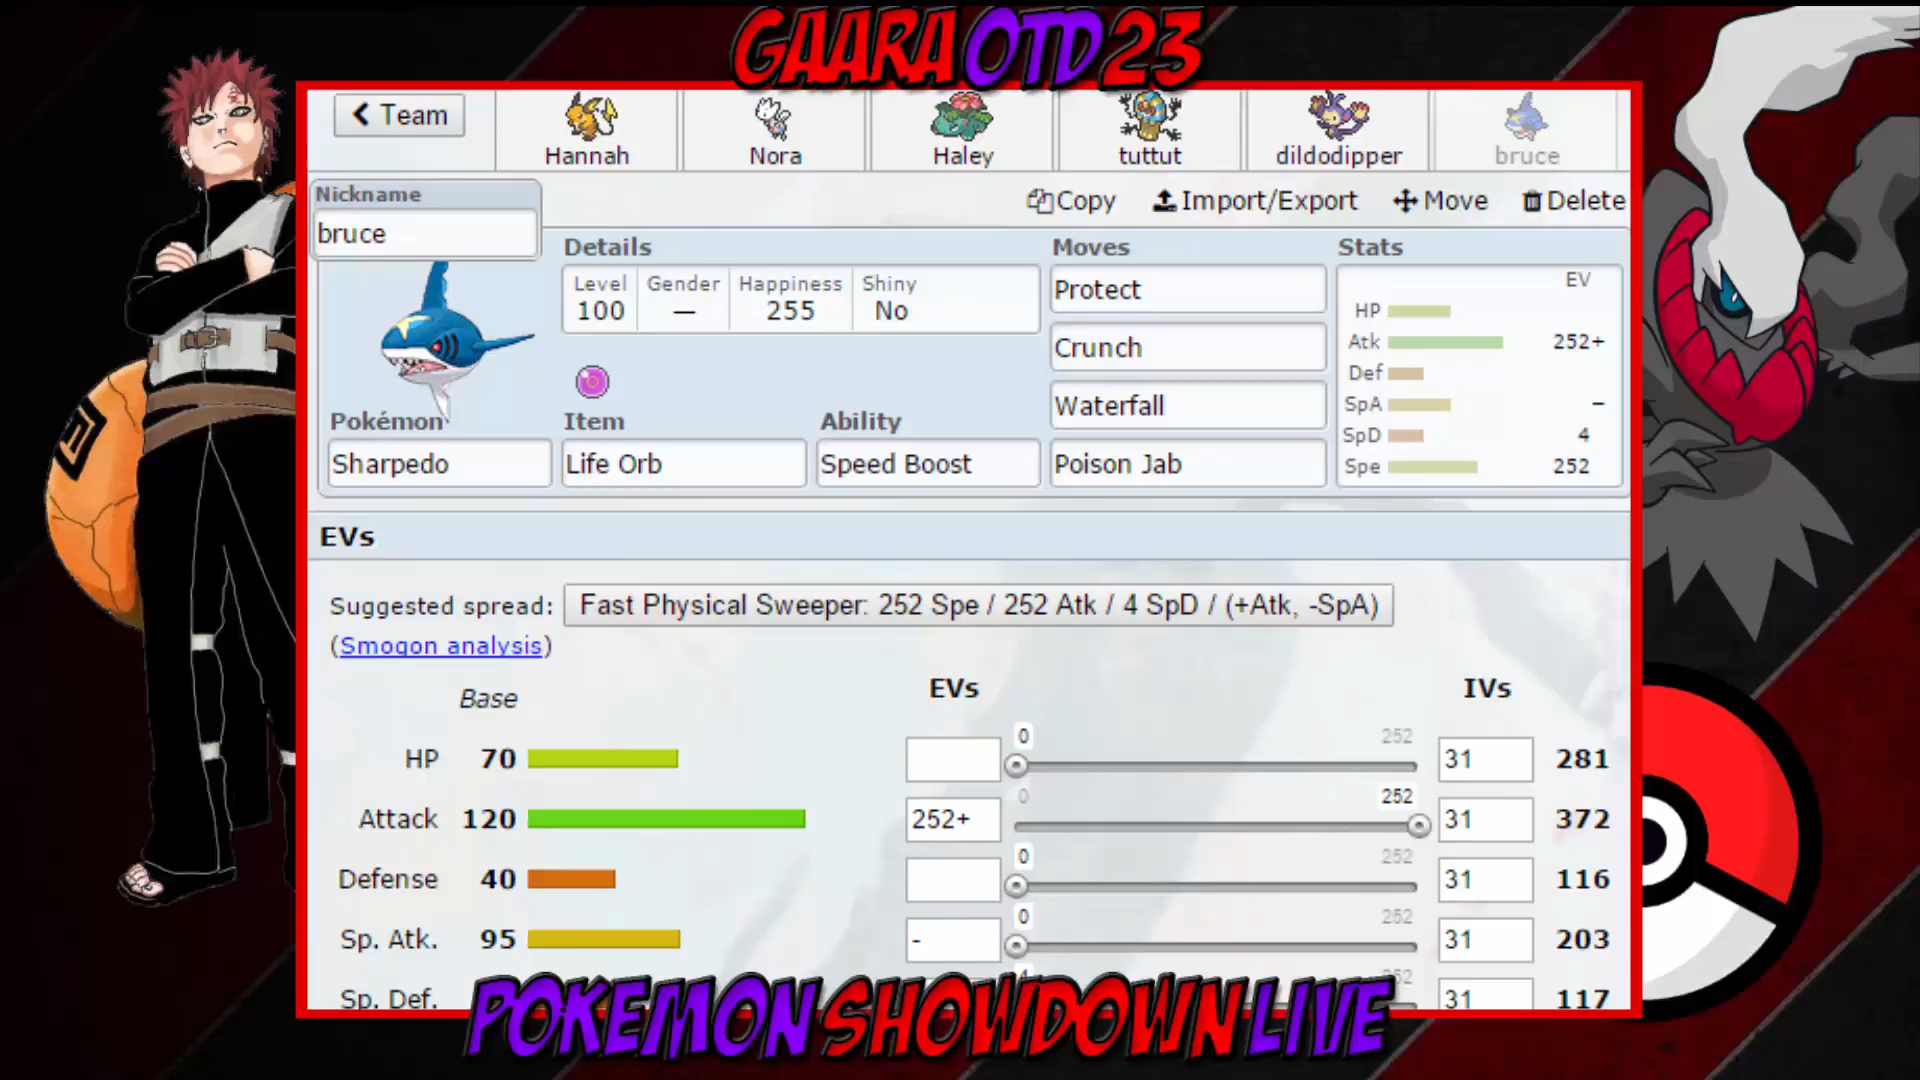 GAARA OTD 23
Team
Hannah
Nora
Haley
tuttut
dildodipper
bruce
Nickname
bruce
Copy
Import/Export
Move
Delete
Details
Level
100
Gender
—
Happiness
255
Shiny
No
Pokémon
Sharpedo
Item
Life Orb
Ability
Speed Boost
Moves
Protect
Crunch
Waterfall
Poison Jab
Stats
EV
HP
Atk 252+
Def
SpA –
SpD 4
Spe 252
EVs
Suggested spread: Fast Physical Sweeper: 252 Spe / 252 Atk / 4 SpD / (+Atk, -SpA)
(Smogon analysis)
Base EVs IVs
0 252
HP 70 31 281
0 252
Attack 120 252+ 31 372
0 252
Defense 40 31 116
0 252
Sp. Atk. 95 - 31 203
4 252
Sp. Def. 31 117
POKEMON SHOWDOWN LIVE